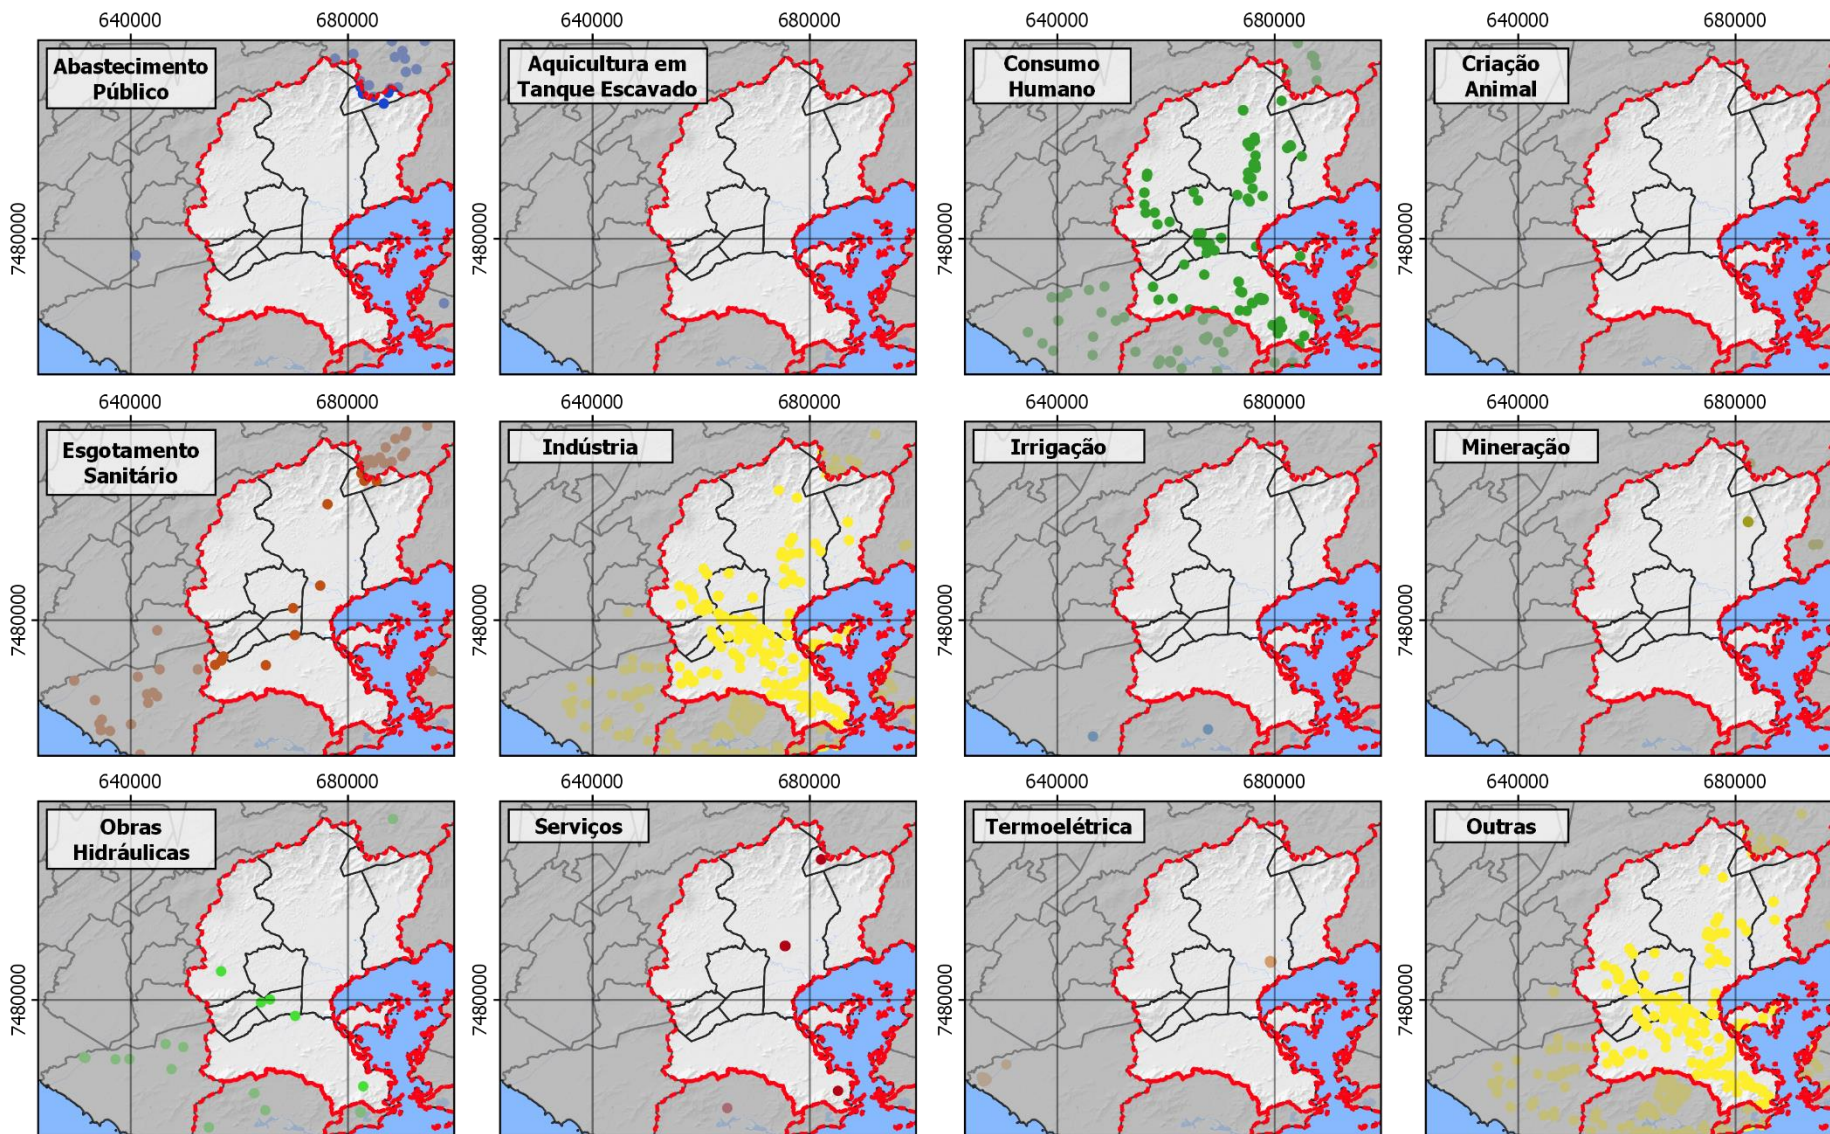 640000 680000 640000 680000 640000 680000 640000 680000
Abastecimento
Público
Aquicultura em
Tanque Escavado
Consumo
Humano
Criação
Animal
7480000 7480000 7480000 7480000
640000 680000 640000 680000 640000 680000 640000 680000
Esgotamento
Sanitário
Indústria
Irrigação
Mineração
7480000 7480000 7480000 7480000
640000 680000 640000 680000 640000 680000 640000 680000
Obras
Hidráulicas
Serviços
Termoelétrica
Outras
7480000 7480000 7480000 7480000